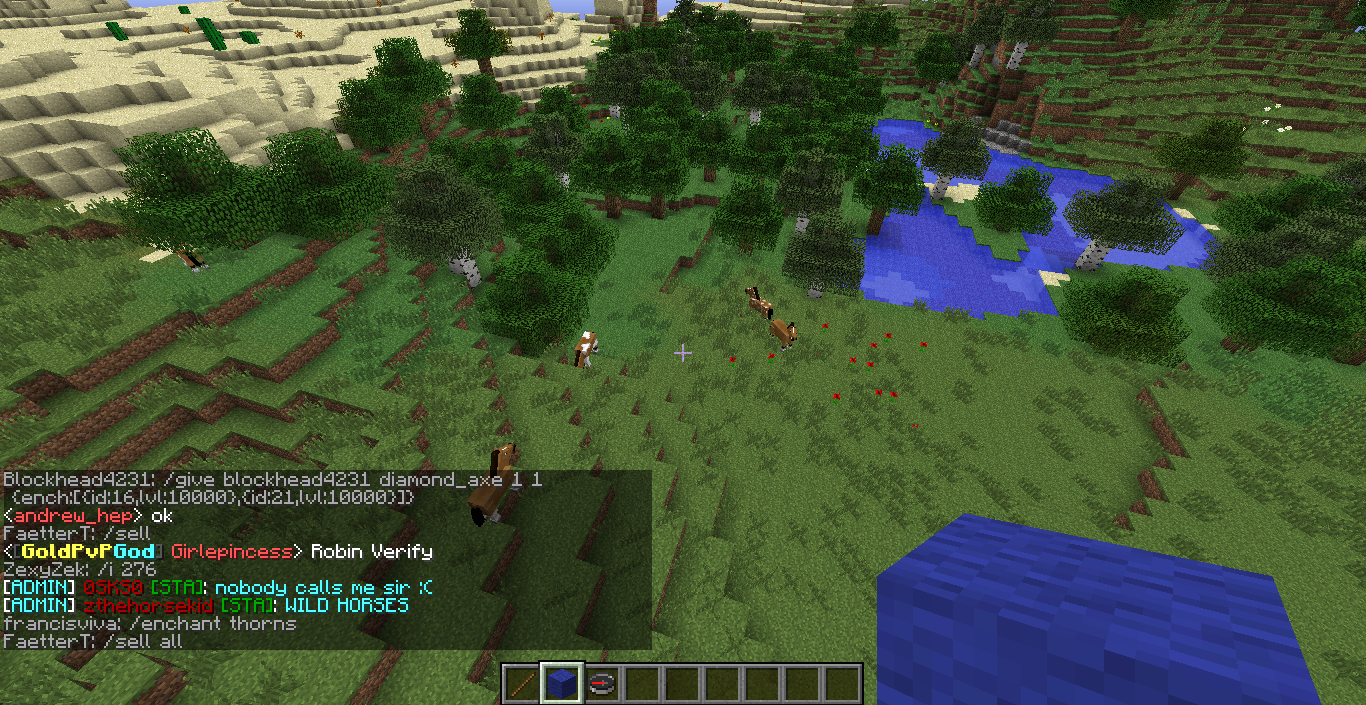 Blockhead4231: /give blockhead4231 diamond_axe 1 1
{ench:[{id:16,lvl:10000},{id:21,lvl:10000}]}
<andrew_hep> ok
FaetterT: /sell
<[GoldPvPGod] Girlepincess> Robin Verify
ZexyZek: /i 276
[ADMIN] 05KS0 [STA]: nobody calls me sir :(
[ADMIN] zthehorsekid [STA]: WILD HORSES
francisviva: /enchant thorns
FaetterT: /sell all